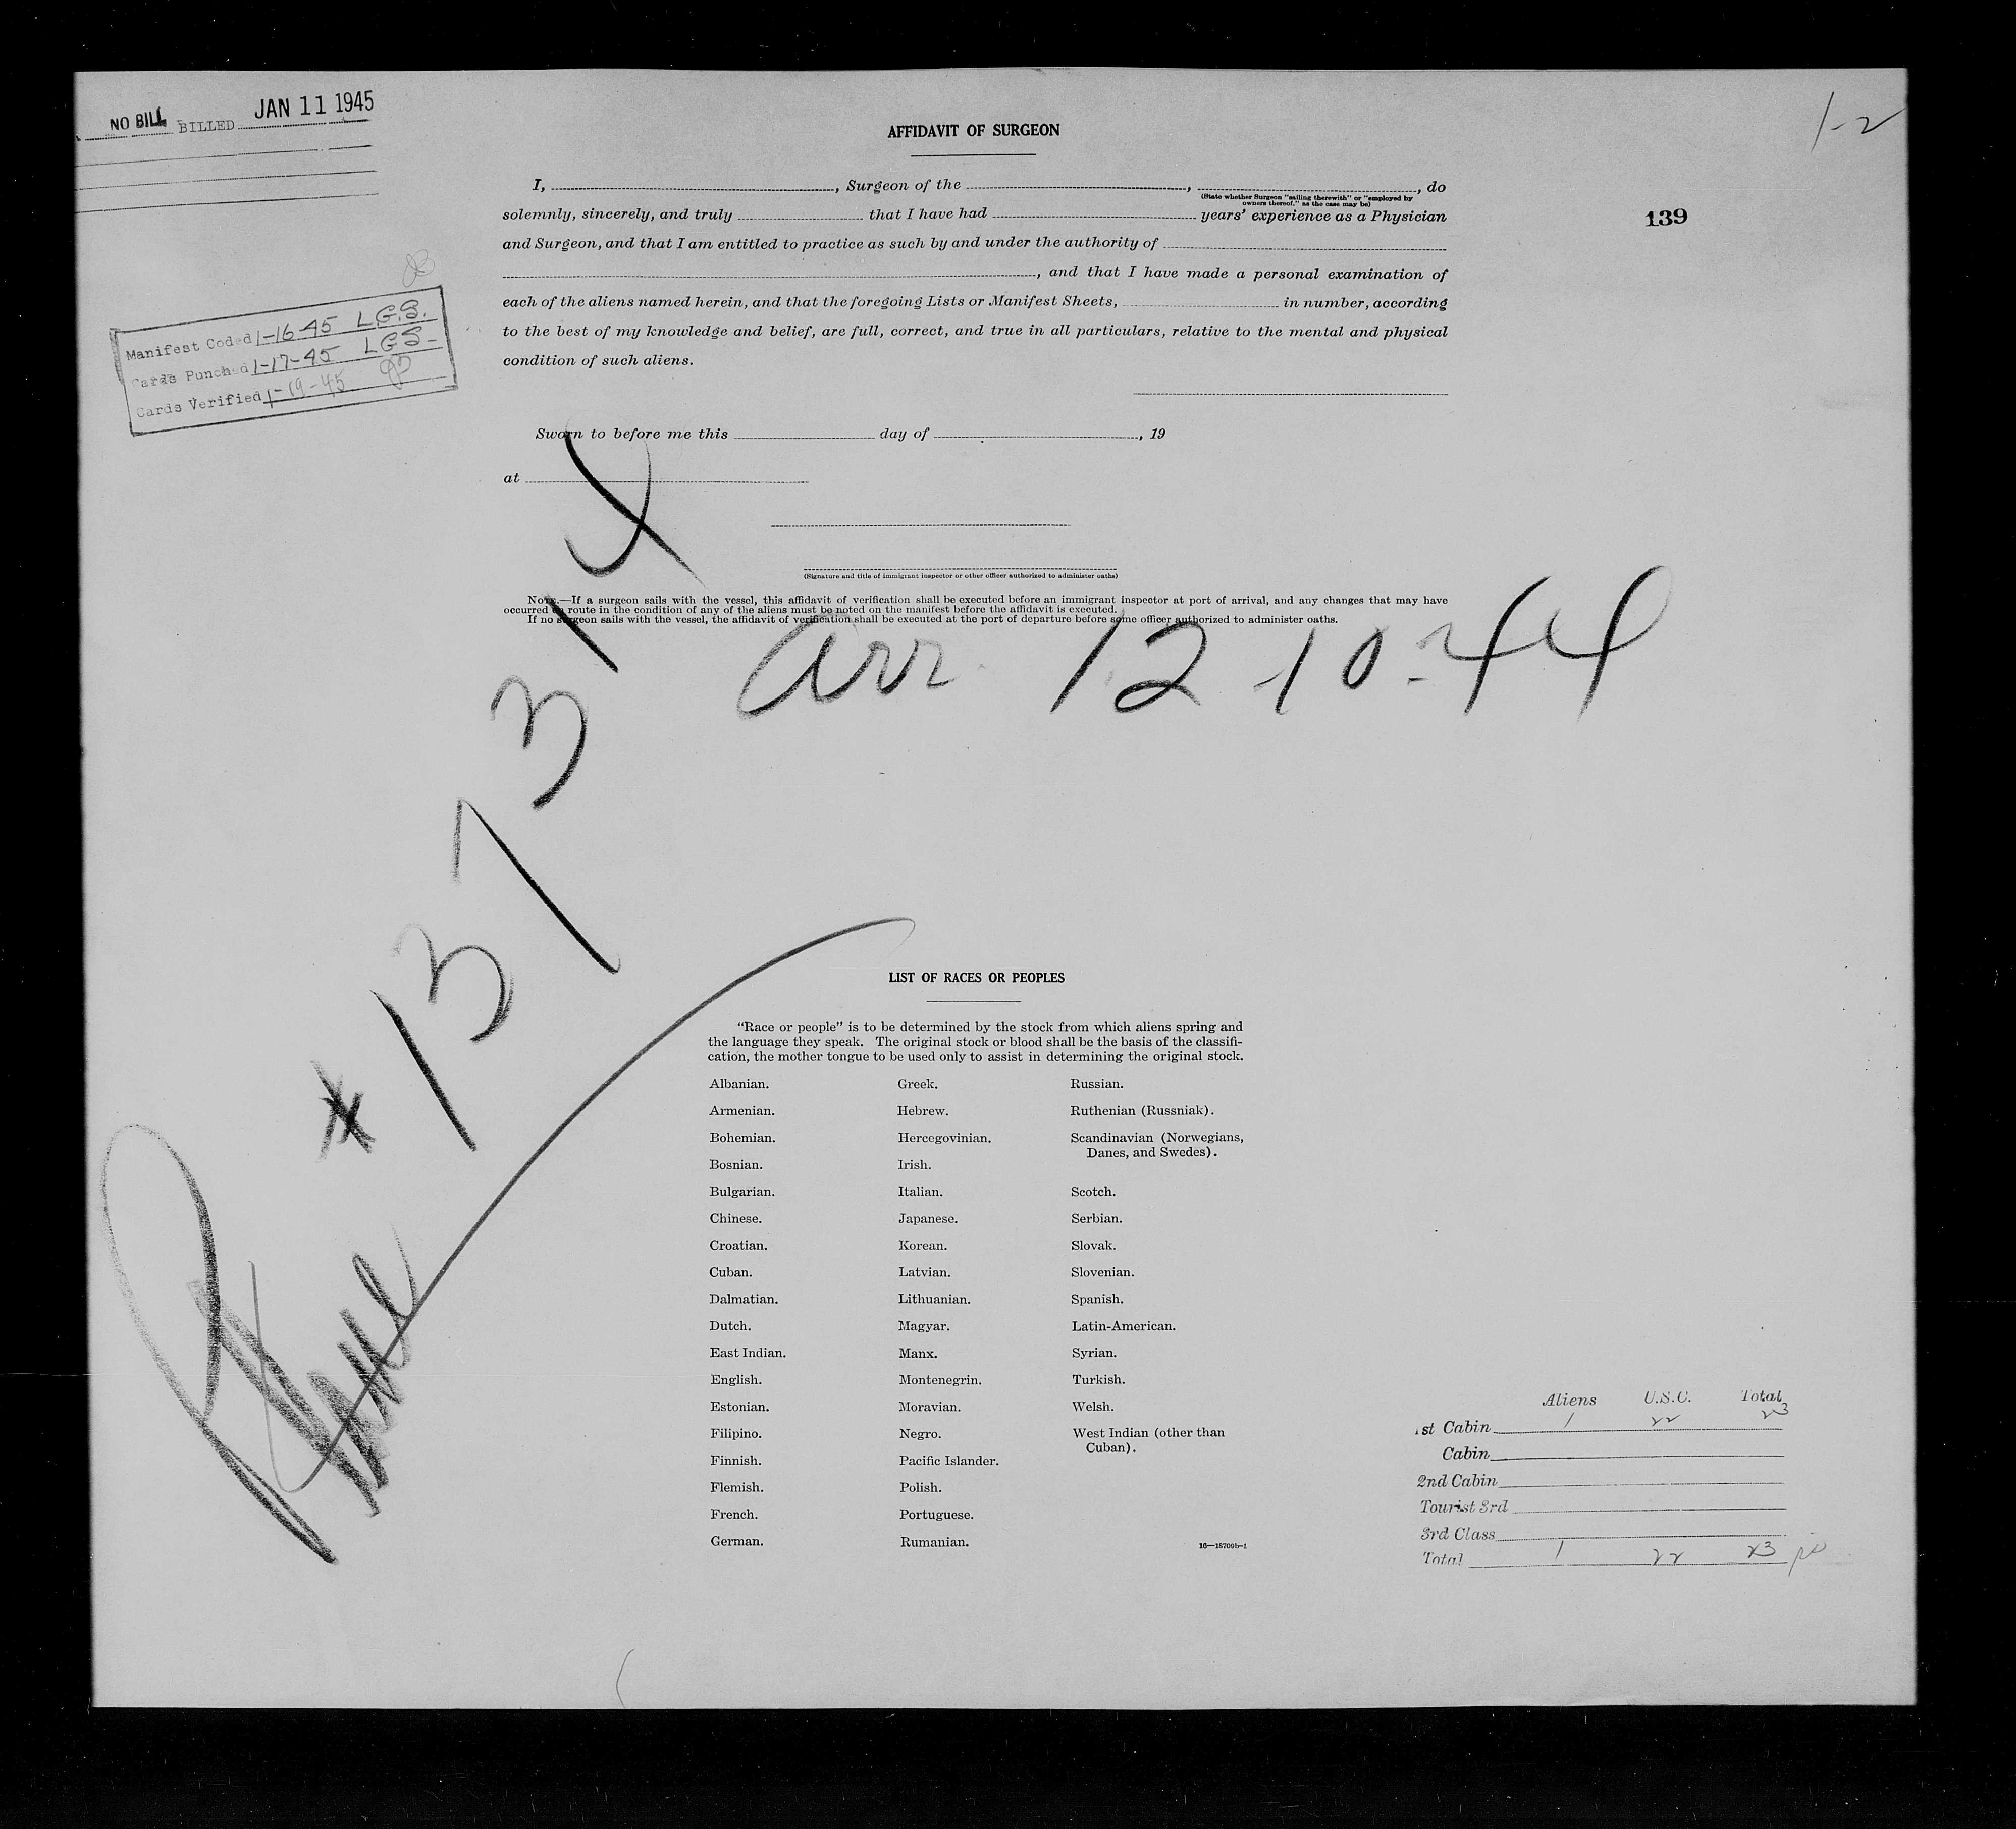 NO BILL BILLED JAN 11 1945
1-2
AFFIDAVIT OF SURGEON
I, , Surgeon of the , , do
(State whether Surgeon "sailing therewith" or "employed by
owners thereof," as the case may be)
solemnly, sincerely, and truly that I have had years' experience as a Physician
139
and Surgeon, and that I am entitled to practice as such by and under the authority of
, and that I have made a personal examination of
each of the aliens named herein, and that the foregoing Lists or Manifest Sheets, in number, according
to the best of my knowledge and belief, are full, correct, and true in all particulars, relative to the mental and physical
condition of such aliens.
Manifest Coded 1-16-45 L.G.S.
Cards Punched 1-17-45 LGS-
Cards Verified 1-19-45
Sworn to before me this day of , 19
at
(Signature and title of immigrant inspector or other officer authorized to administer oaths)
NOTE.—If a surgeon sails with the vessel, this affidavit of verification shall be executed before an immigrant inspector at port of arrival, and any changes that may have
occurred en route in the condition of any of the aliens must be noted on the manifest before the affidavit is executed.
If no surgeon sails with the vessel, the affidavit of verification shall be executed at the port of departure before some officer authorized to administer oaths.
arr 12-10-44
* 137314
LIST OF RACES OR PEOPLES
"Race or people" is to be determined by the stock from which aliens spring and
the language they speak. The original stock or blood shall be the basis of the classifi-
cation, the mother tongue to be used only to assist in determining the original stock.
Albanian.
Armenian.
Bohemian.
Bosnian.
Bulgarian.
Chinese.
Croatian.
Cuban.
Dalmatian.
Dutch.
East Indian.
English.
Estonian.
Filipino.
Finnish.
Flemish.
French.
German.
Greek.
Hebrew.
Hercegovinian.
Irish.
Italian.
Japanese.
Korean.
Latvian.
Lithuanian.
Magyar.
Manx.
Montenegrin.
Moravian.
Negro.
Pacific Islander.
Polish.
Portuguese.
Rumanian.
Russian.
Ruthenian (Russniak).
Scandinavian (Norwegians,
Danes, and Swedes).
Scotch.
Serbian.
Slovak.
Slovenian.
Spanish.
Latin-American.
Syrian.
Turkish.
Welsh.
West Indian (other than
Cuban).
16—18709b-1
Aliens U.S.C. Total
1st Cabin 1 22 23
Cabin
2nd Cabin
Tourist 3rd
3rd Class
Total 1 22 23